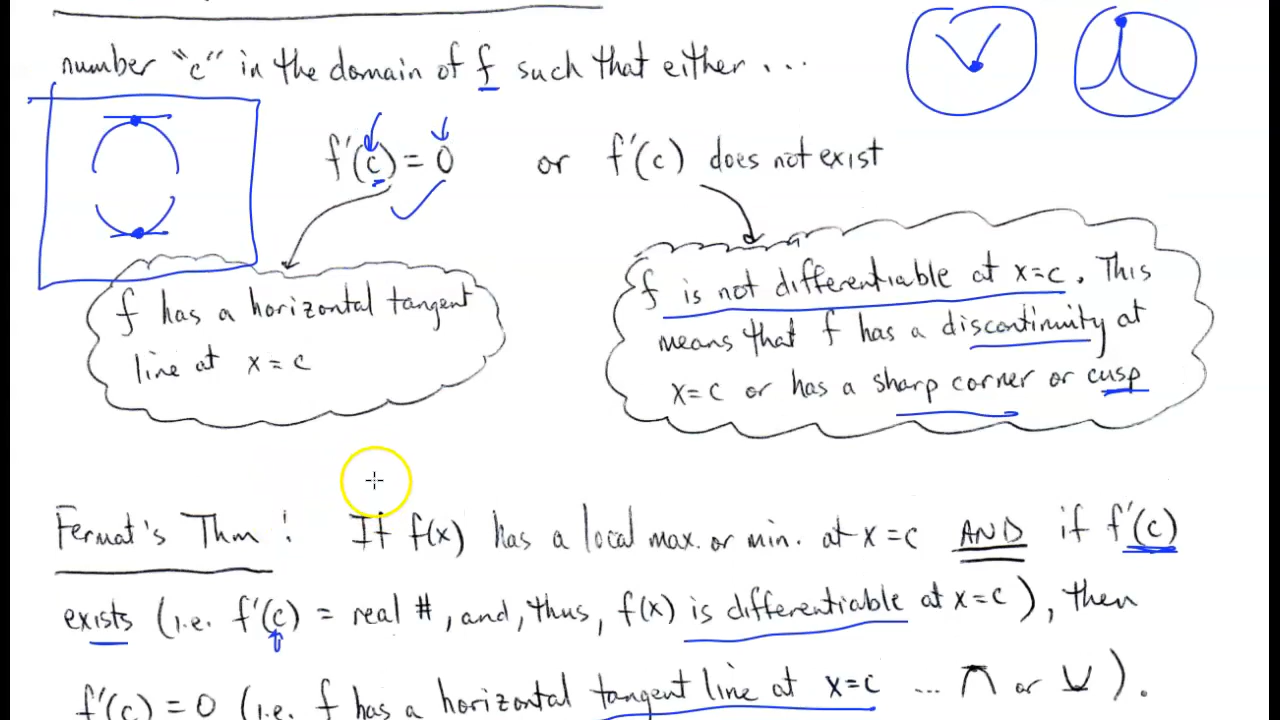 number "c" in the domain of f such that either ...
f'(c) = 0 or f'(c) does not exist
f has a horizontal tangent
line at x = c
f is not differentiable at x=c. This
means that f has a discontinuity at
x=c or has a sharp corner or cusp
Fermat's Thm: If f(x) has a local max. or min. at x=c AND if f'(c)
exists (i.e. f'(c) = real #, and, thus, f(x) is differentiable at x=c), then
f'(c) = 0 (i.e. f has a horizontal tangent line at x=c ... or ).